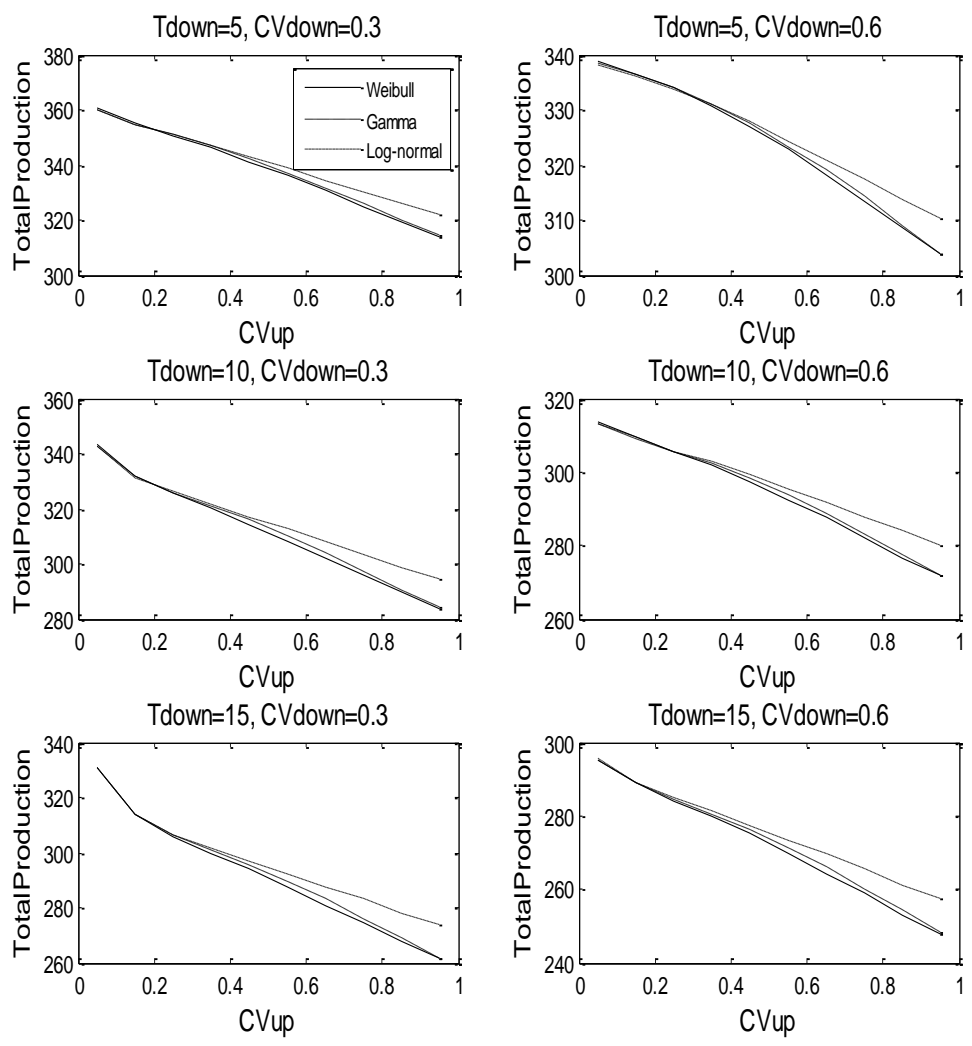 Tdown=5, CVdown=0.3
TotalProduction
380
360
340
320
300
Weibull
Gamma
Log-normal
0 0.2 0.4 0.6 0.8 1
CVup
Tdown=5, CVdown=0.6
TotalProduction
340
330
320
310
300
0 0.2 0.4 0.6 0.8 1
CVup
Tdown=10, CVdown=0.3
TotalProduction
360
340
320
300
280
0 0.2 0.4 0.6 0.8 1
CVup
Tdown=10, CVdown=0.6
TotalProduction
320
300
280
260
0 0.2 0.4 0.6 0.8 1
CVup
Tdown=15, CVdown=0.3
TotalProduction
340
320
300
280
260
0 0.2 0.4 0.6 0.8 1
CVup
Tdown=15, CVdown=0.6
TotalProduction
300
280
260
240
0 0.2 0.4 0.6 0.8 1
CVup